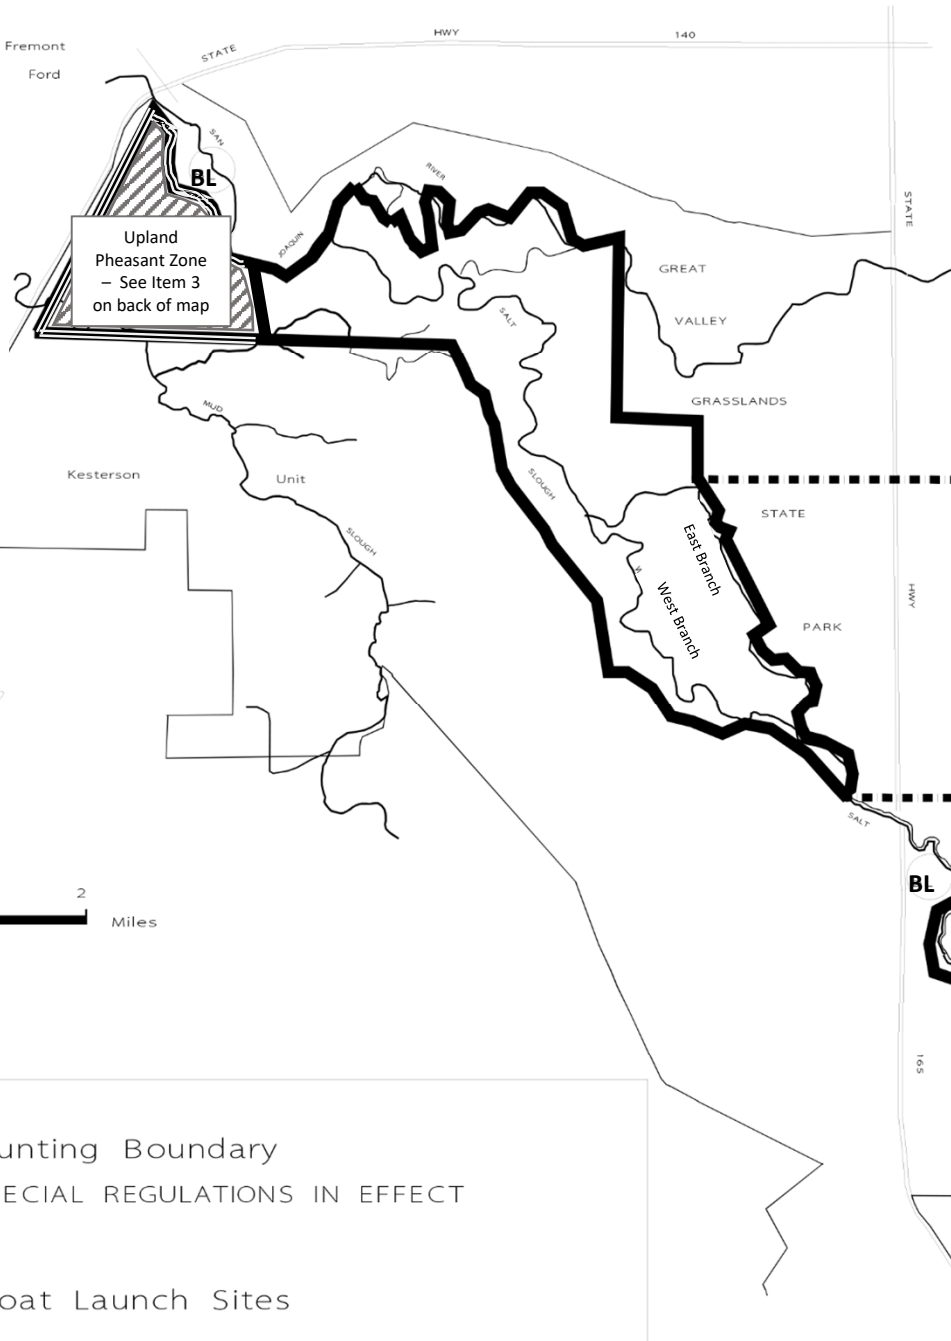 HWY
140
STATE
Fremont
Ford
SAN
BL
RIVER
STATE
Upland
Pheasant Zone
– See Item 3
on back of map
JOAQUIN
GREAT
SALT
VALLEY
GRASSLANDS
MUD
Kesterson
Unit
SLOUGH
STATE
SLOUGH
East Branch
HWY
West Branch
PARK
SALT
BL
2
Miles
165
unting Boundary
ECIAL REGULATIONS IN EFFECT
oat Launch Sites